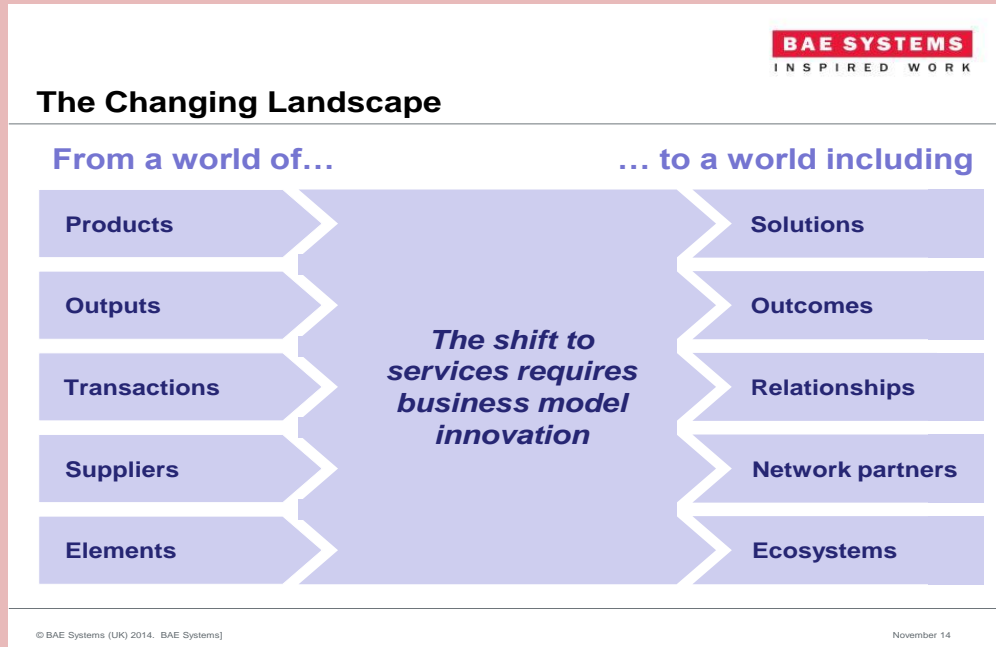 BAE SYSTEMS
INSPIRED WORK
The Changing Landscape
From a world of…
… to a world including
Products
Solutions
Outputs
Outcomes
The shift to
services requires
business model
innovation
Transactions
Relationships
Suppliers
Network partners
Elements
Ecosystems
© BAE Systems (UK) 2014. BAE Systems]
November 14